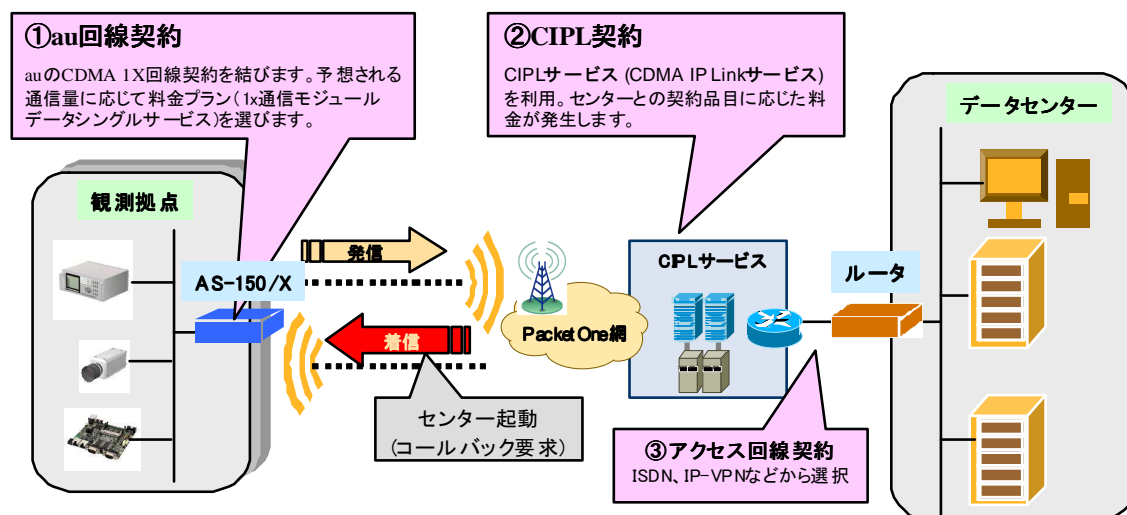 ①au回線契約
auのCDMA 1X回線契約を結びます。予想される
通信量に応じて料金プラン（1x通信モジュール
データシングルサービス）を選びます。
②CIPL契約
CIPLサービス (CDMA IP Linkサービス)
を利用。センターとの契約品目に応じた料
金が発生します。
データセンター
観測拠点
発信
CIPLサービス
ルータ
AS-150/X
Packet One網
着信
センター起動
(コールバック要求)
③アクセス回線契約
ISDN、IP-VPNなどから選択